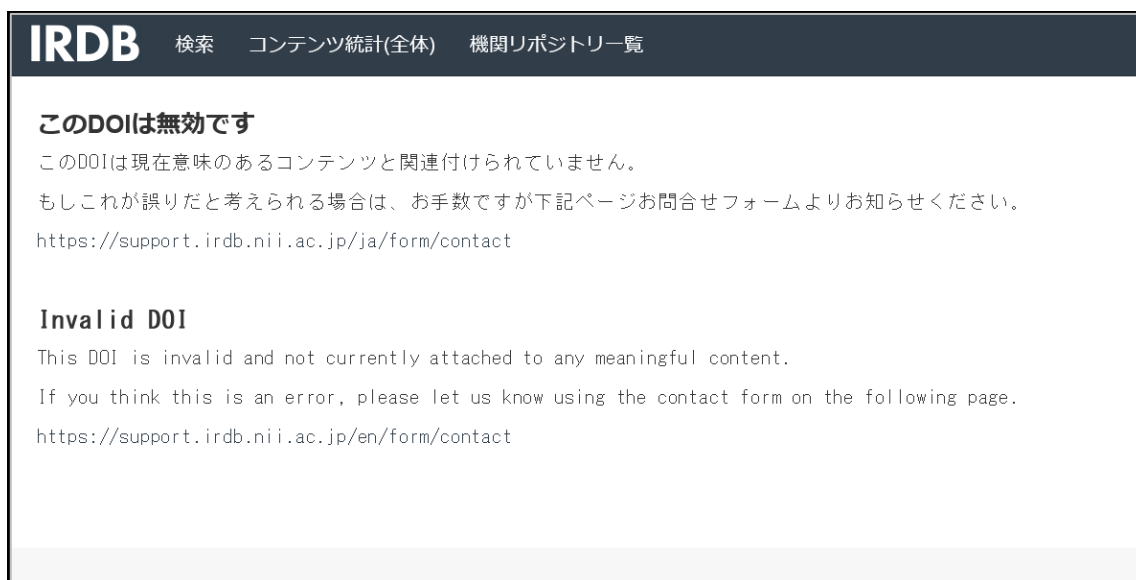 IRDB 検索 コンテンツ統計(全体) 機関リポジトリ一覧
このDOIは無効です
このDOIは現在意味のあるコンテンツと関連付けられていません。
もしこれが誤りだと考えられる場合は、お手数ですが下記ページお問合せフォームよりお知らせください。
https://support.irdb.nii.ac.jp/ja/form/contact
Invalid DOI
This DOI is invalid and not currently attached to any meaningful content.
If you think this is an error, please let us know using the contact form on the following page.
https://support.irdb.nii.ac.jp/en/form/contact